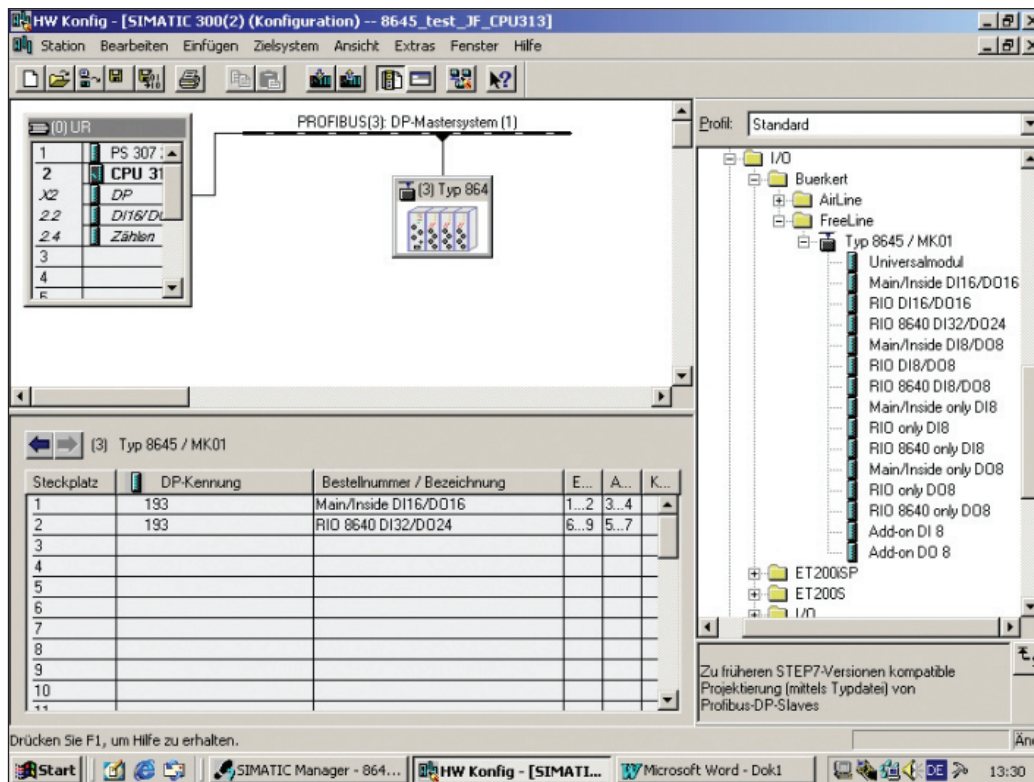 HW Konfig - [SIMATIC 300(2) (Konfiguration) -- 8645_test_JF_CPU313]
Station Bearbeiten Einfügen Zielsystem Ansicht Extras Fenster Hilfe
(0) UR
1 PS 307
2 CPU 31
X2 DP
2.2 DI16/DO
2.4 Zählen
3
4
5
PROFIBUS(3): DP-Mastersystem (1)
(3) Typ 864
(3) Typ 8645 / MK01
Steckplatz DP-Kennung Bestellnummer / Bezeichnung E... A... K...
1 193 Main/Inside DI16/DO16 1...2 3...4
2 193 RIO 8640 DI32/DO24 6...9 5...7
3
4
5
6
7
8
9
10
11
Profil: Standard
I/O
Buerkert
AirLine
FreeLine
Typ 8645 / MK01
Universalmodul
Main/Inside DI16/DO16
RIO DI16/DO16
RIO 8640 DI32/DO24
Main/Inside DI8/DO8
RIO DI8/DO8
RIO 8640 DI8/DO8
Main/Inside only DI8
RIO only DI8
RIO 8640 only DI8
Main/Inside only DO8
RIO only DO8
RIO 8640 only DO8
Add-on DI 8
Add-on DO 8
ET200iSP
ET200S
I/O
Zu früheren STEP7-Versionen kompatible
Projektierung (mittels Typdatei) von
Profibus-DP-Slaves
Drücken Sie F1, um Hilfe zu erhalten.
Änd
Start SIMATIC Manager - 864... HW Konfig - [SIMATI... Microsoft Word - Dok1 DE 13:30